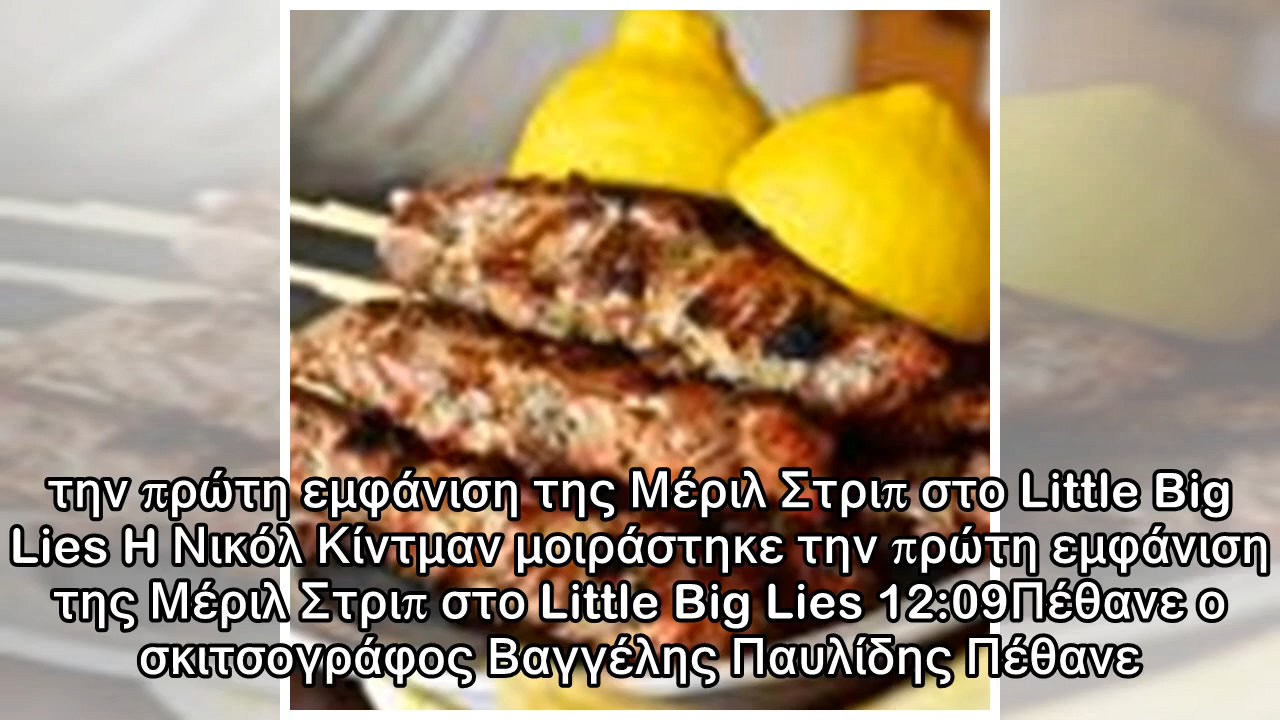 την πρώτη εμφάνιση της Μέριλ Στριπ στο Little Big
Lies Η Νικόλ Κίντμαν μοιράστηκε την πρώτη εμφάνιση
της Μέριλ Στριπ στο Little Big Lies 12:09Πέθανε ο
σκιτσογράφος Βαγγέλης Παυλίδης Πέθανε